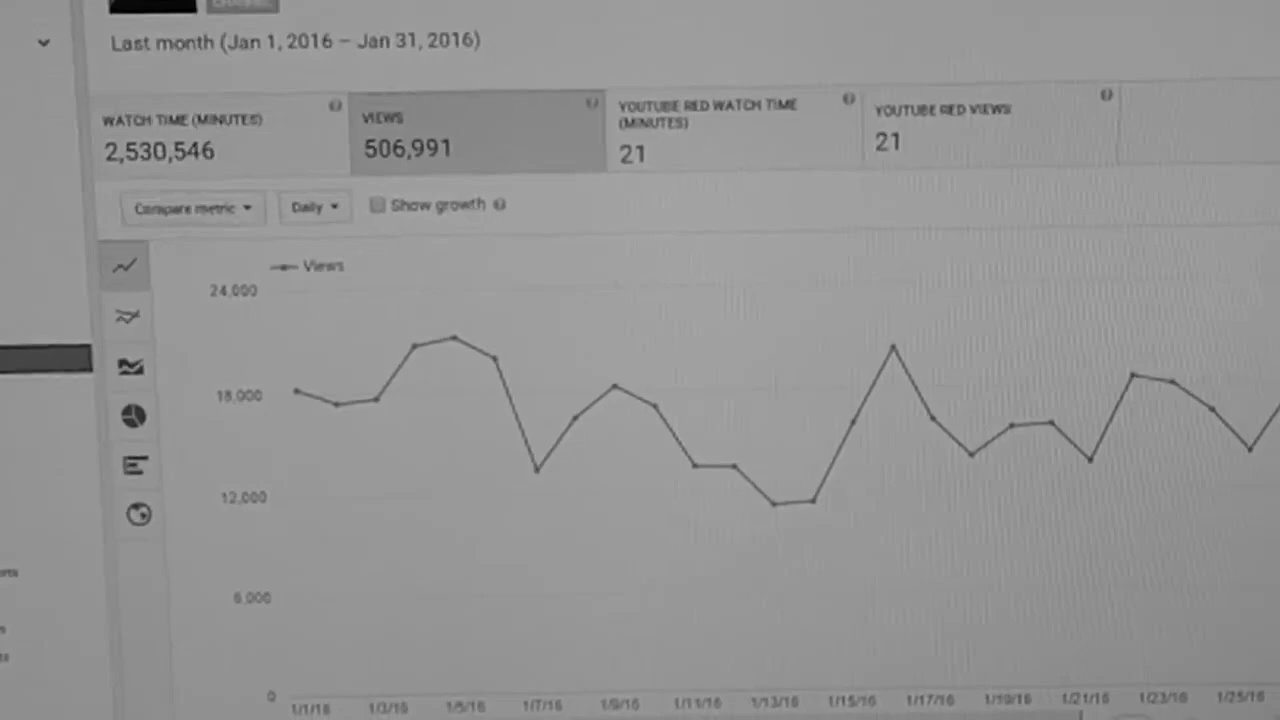 CHANNEL
Last month (Jan 1, 2016 – Jan 31, 2016)
WATCH TIME (MINUTES)
2,530,546
VIEWS
506,991
YOUTUBE RED WATCH TIME
(MINUTES)
21
YOUTUBE RED VIEWS
21
Compare metric
Daily
Show growth
Views
24,000
18,000
12,000
6,000
0
1/1/16 1/3/16 1/5/16 1/7/16 1/9/16 1/11/16 1/13/16 1/15/16 1/17/16 1/19/16 1/21/16 1/23/16 1/25/16